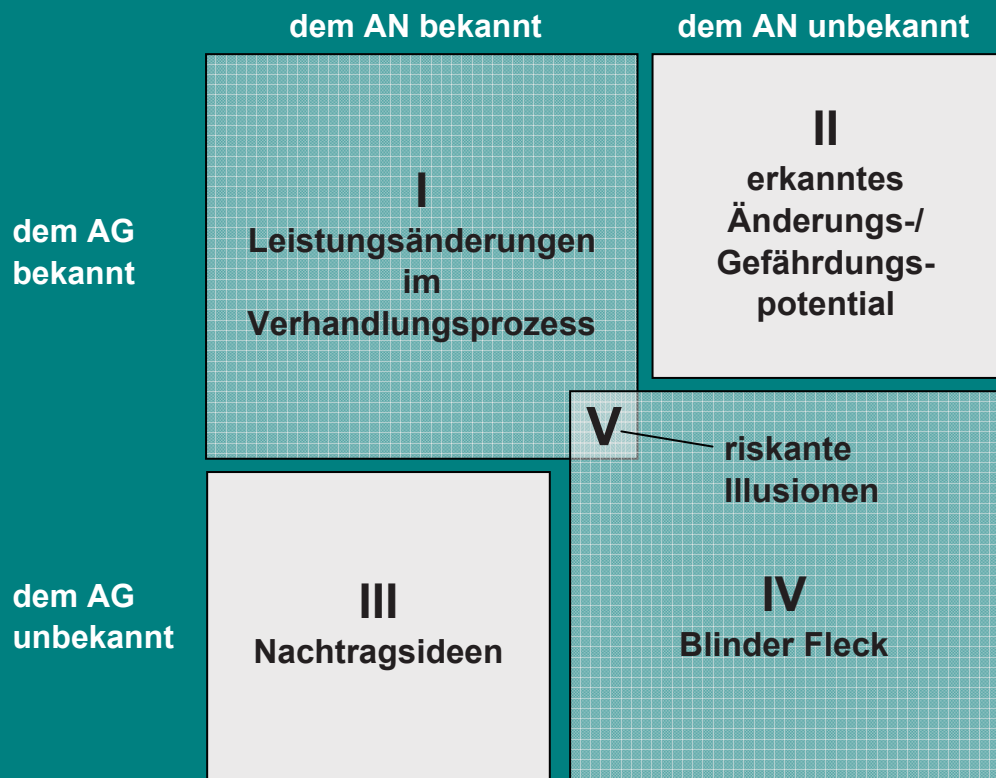 dem AN bekannt
dem AN unbekannt
dem AG
bekannt
I
Leistungsänderungen
im
Verhandlungsprozess
II
erkanntes
Änderungs-/
Gefährdungs-
potential
V
riskante
Illusionen
dem AG
unbekannt
III
Nachtragsideen
IV
Blinder Fleck